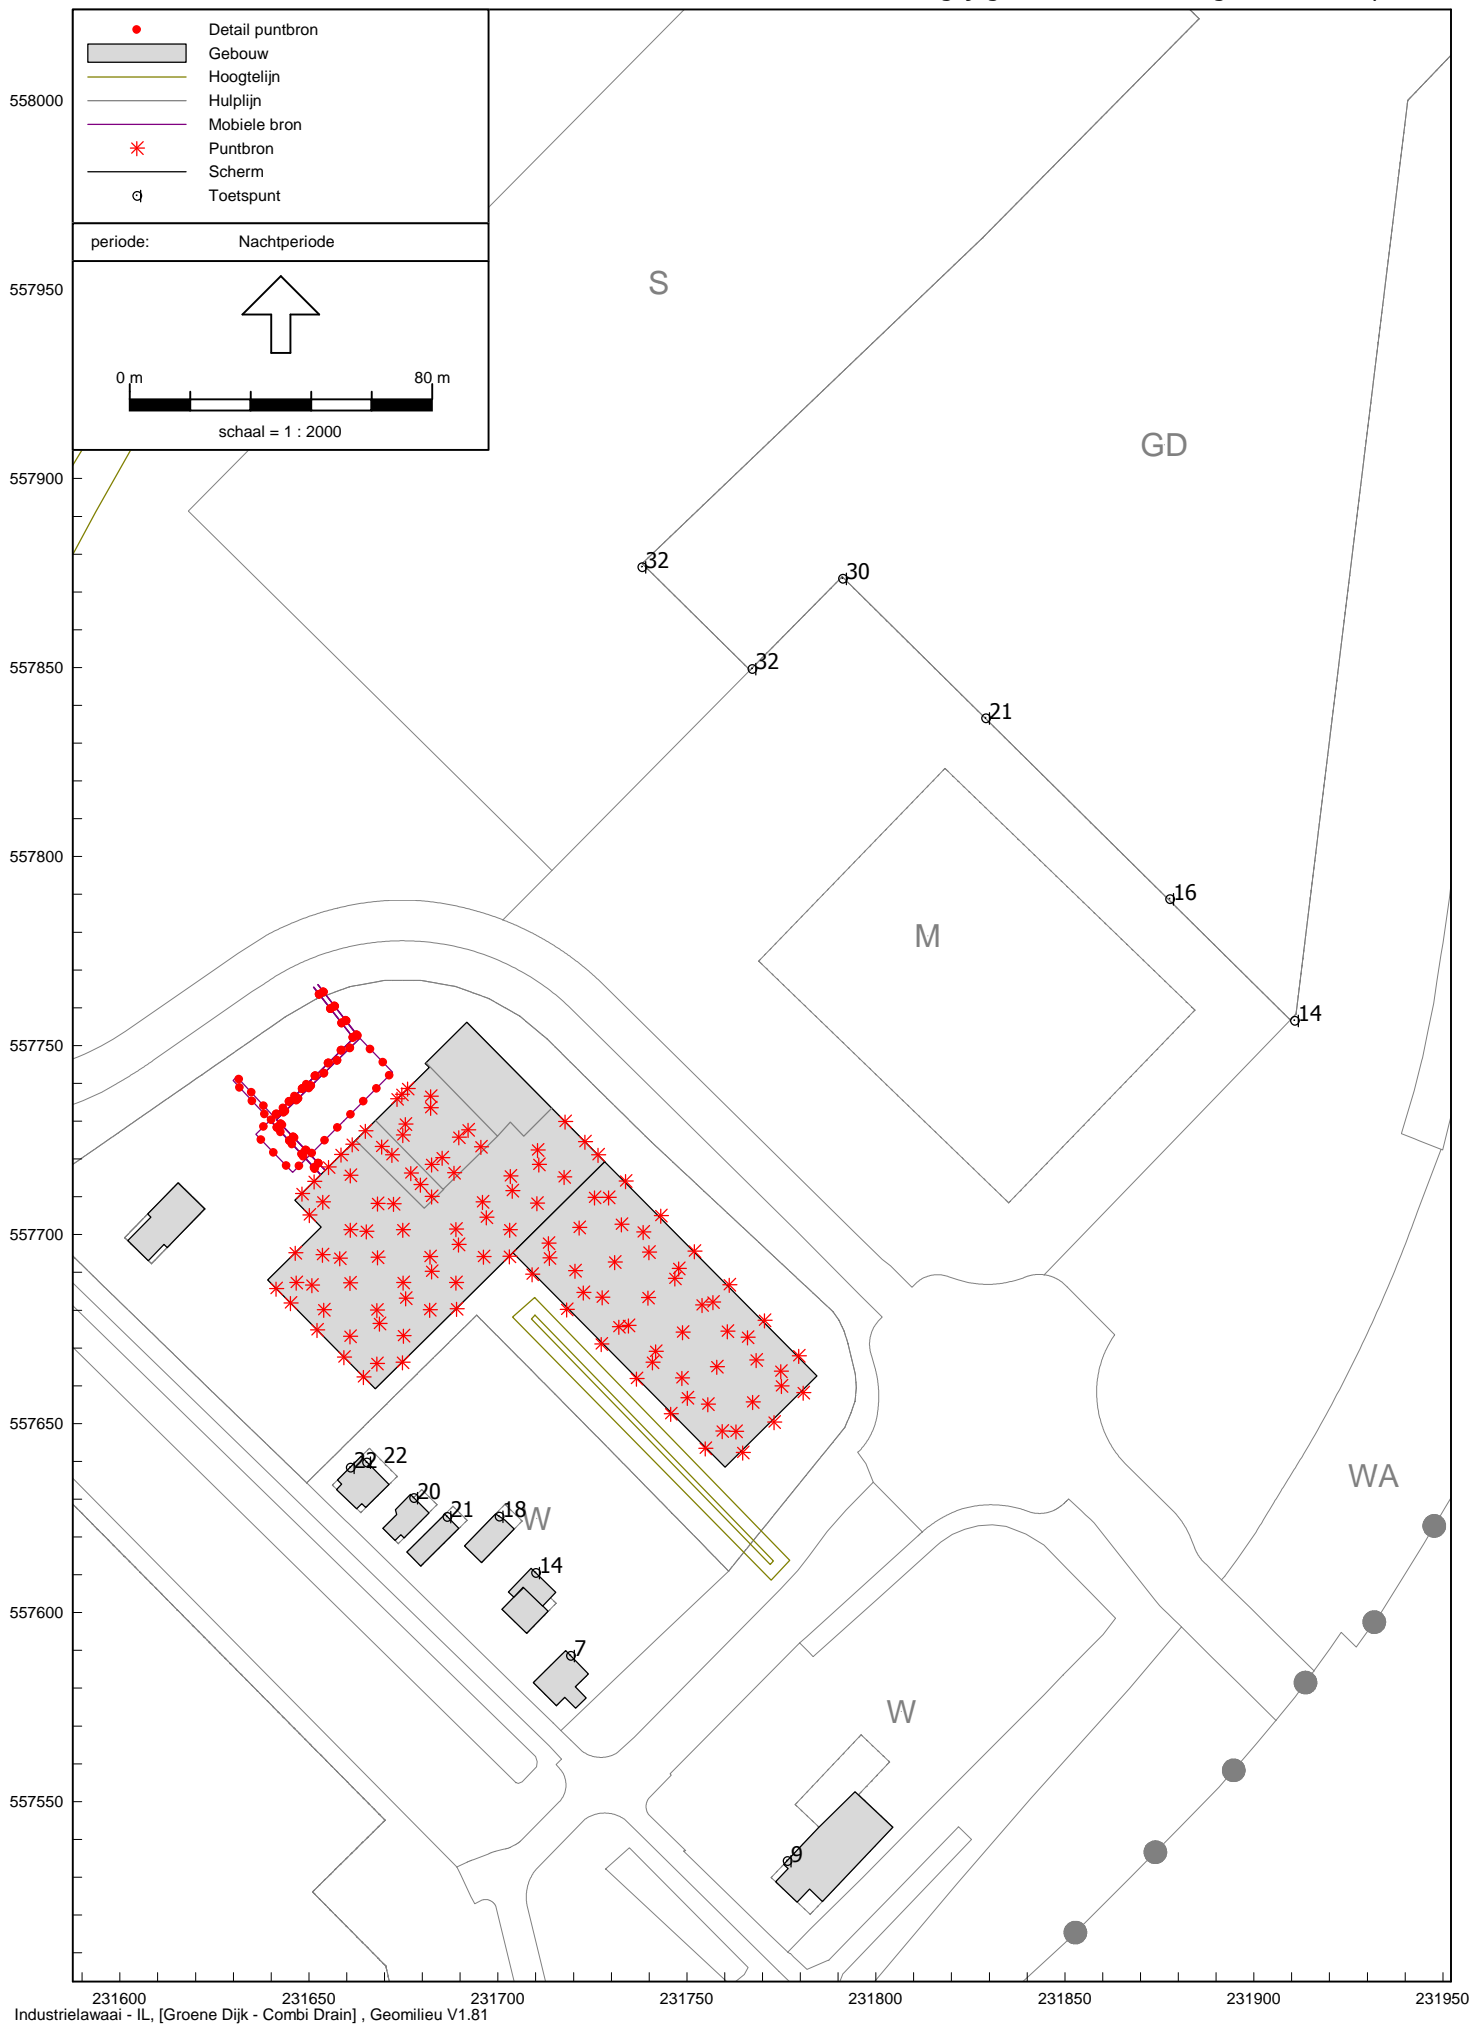 Detail puntbron
Gebouw
Hoogtelijn
Hulplijn
Mobiele bron
Puntbron
Scherm
Toetspunt
periode: Nachtperiode
0 m 80 m
schaal = 1 : 2000
558000
557950
557900
557850
557800
557750
557700
557650
557600
557550
S
GD
32
30
32
21
16
M
14
22
22
20
21
18
W
14
7
WA
W
9
231600 231650 231700 231750 231800 231850 231900 231950
Industrielawaai - IL, [Groene Dijk - Combi Drain] , Geomilieu V1.81